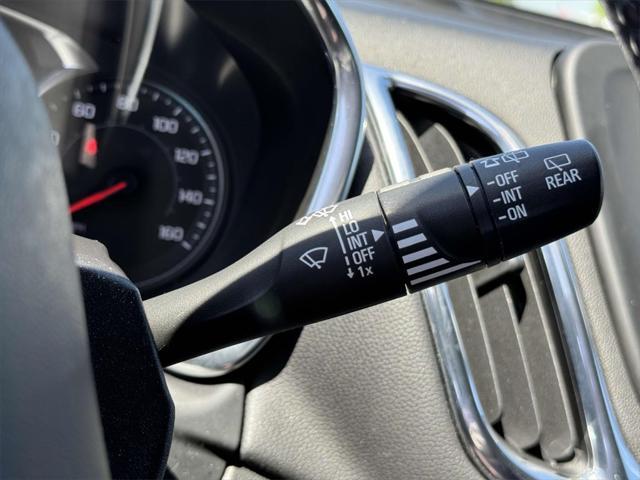 60
80
100
120
140
160
HI
LO
INT
OFF
1x
OFF
INT
ON
REAR